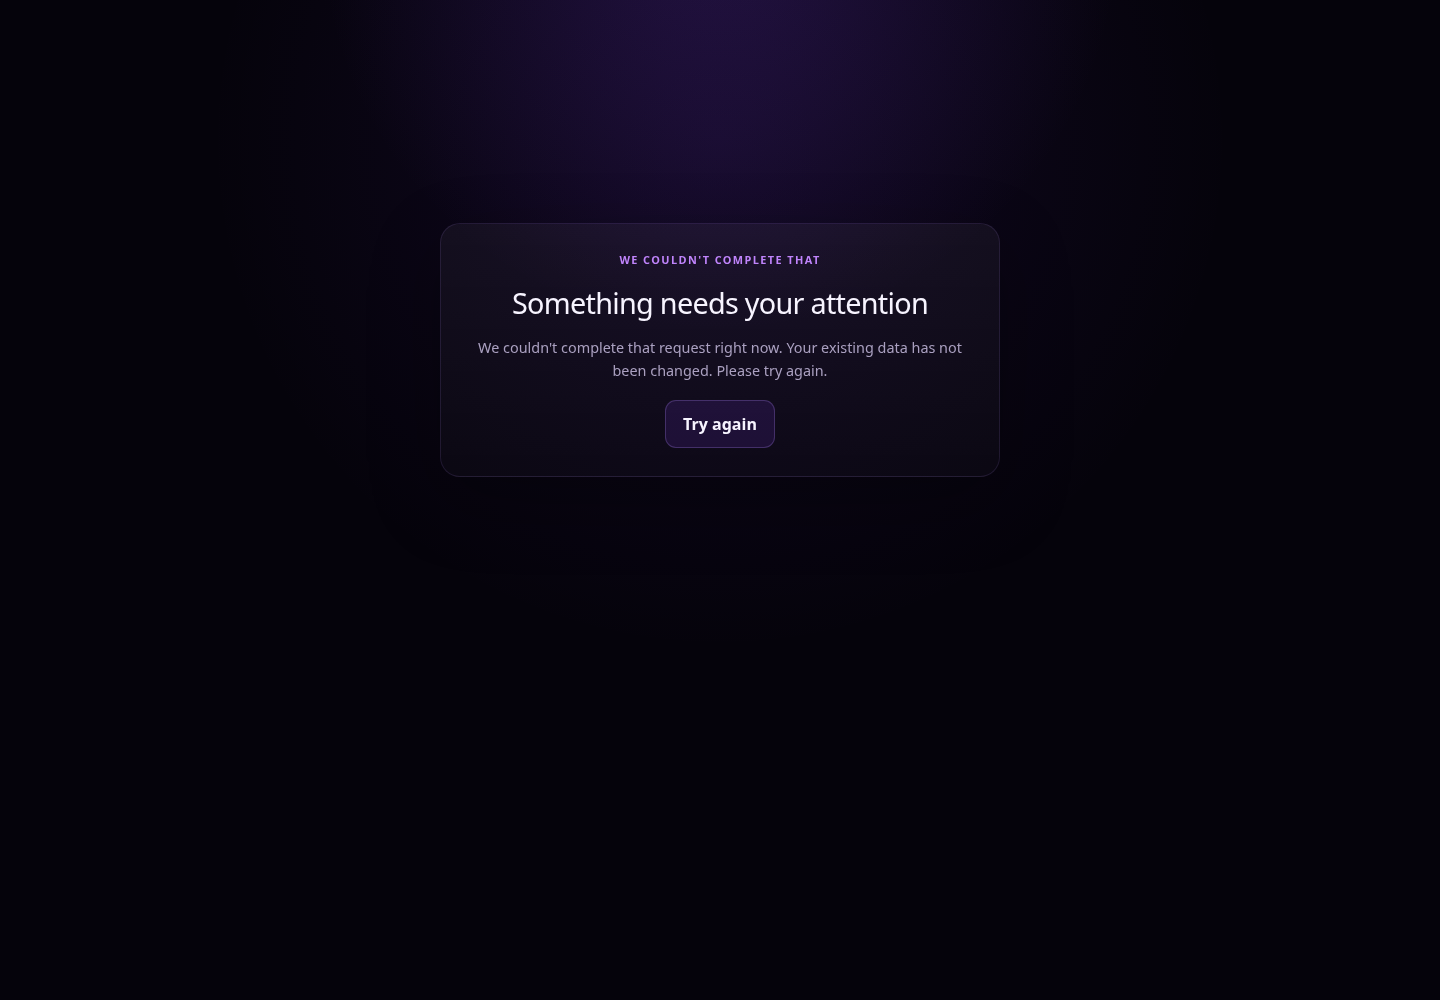 WE COULDN'T COMPLETE THAT
Something needs your attention
We couldn't complete that request right now. Your existing data has not
been changed. Please try again.
Try again